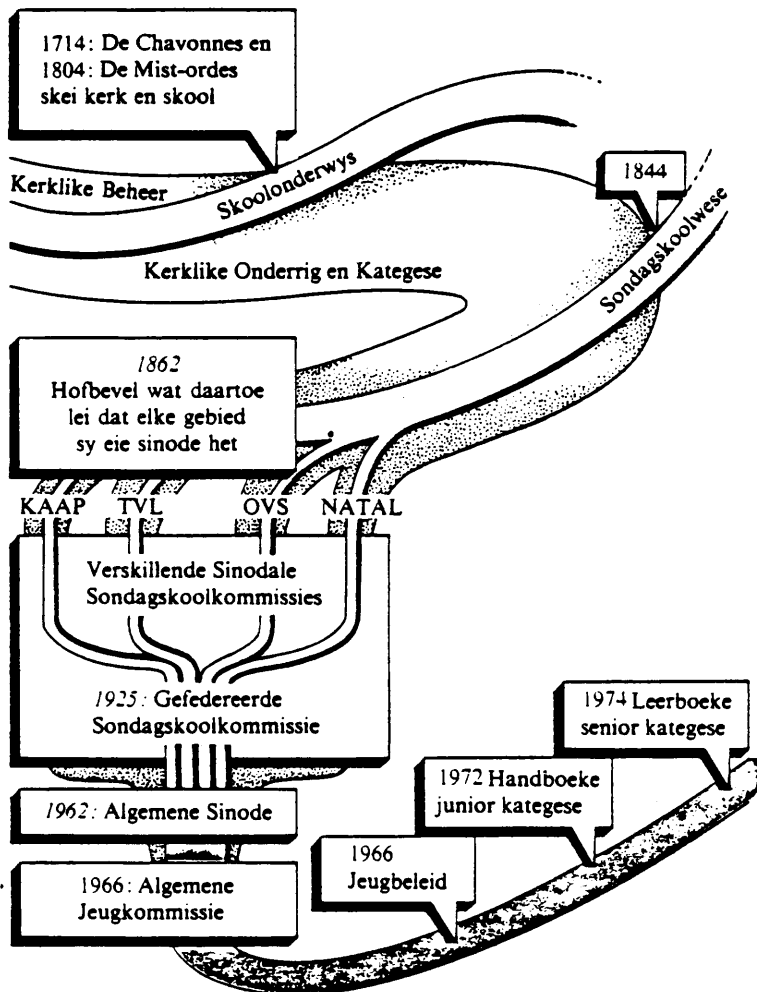 1714: De Chavonnes en
1804: De Mist-ordes
skei kerk en skool
Kerklike Beheer
Skoolonderwys
1844
Sondagskoolwese
Kerklike Onderrig en Kategese
1862
Hofbevel wat daartoe
lei dat elke gebied
sy eie sinode het
KAAP TVL OVS NATAL
Verskillende Sinodale
Sondagskoolkommissies
1925: Gefedereerde
Sondagskoolkommissie
1974 Leerboeke
senior kategese
1972 Handboeke
junior kategese
1962: Algemene Sinode
1966
Jeugbeleid
1966: Algemene
Jeugkommissie